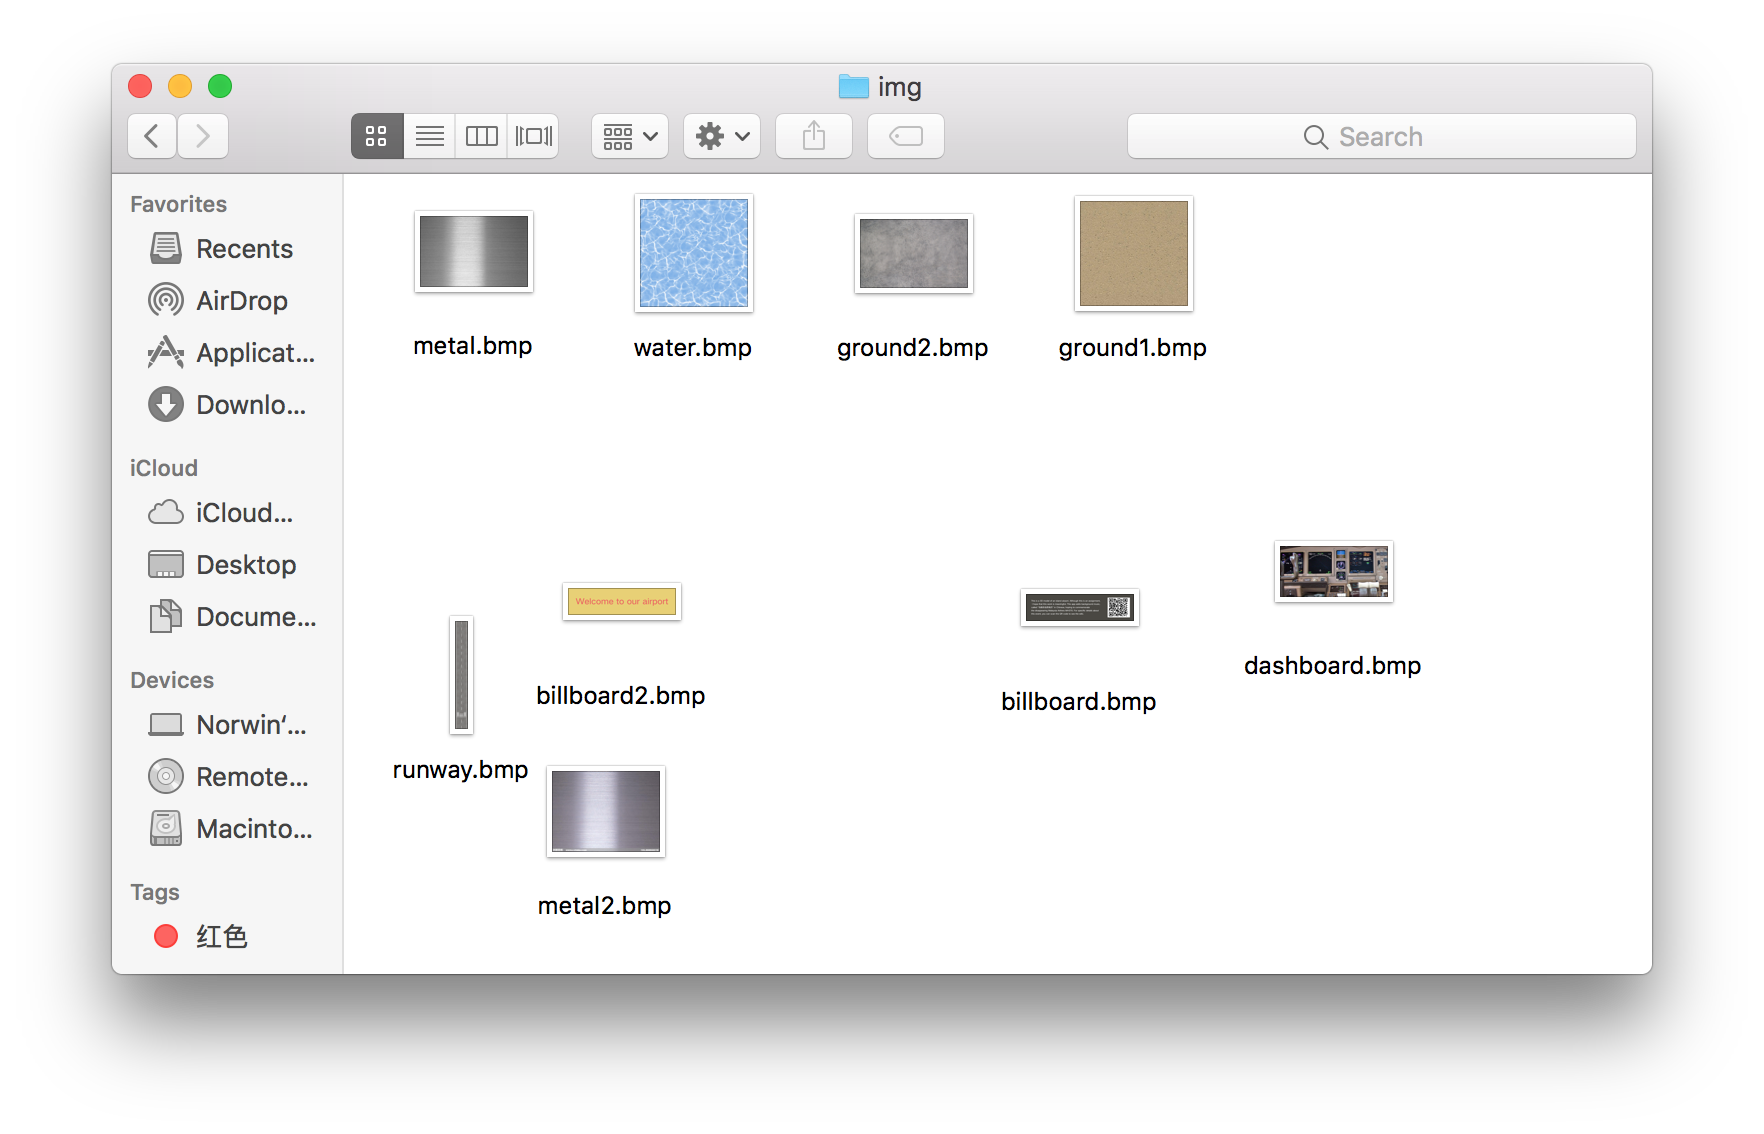 img
Search
Favorites
Recents
AirDrop
Applicat...
Downlo...
iCloud
iCloud...
Desktop
Docume...
Devices
Norwin‘...
Remote...
Macinto...
Tags
红色
metal.bmp
water.bmp
ground2.bmp
ground1.bmp
Welcome to our airport
billboard2.bmp
billboard.bmp
dashboard.bmp
runway.bmp
metal2.bmp